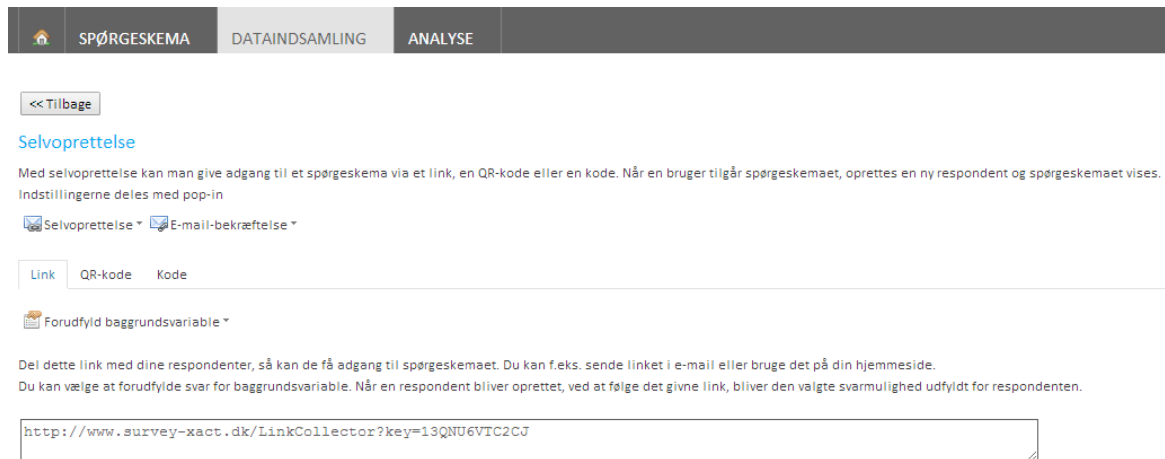 SPØRGESKEMA DATAINDSAMLING ANALYSE
<< Tilbage
Selvoprettelse
Med selvoprettelse kan man give adgang til et spørgeskema via et link, en QR-kode eller en kode. Når en bruger tilgår spørgeskemaet, oprettes en ny respondent og spørgeskemaet vises.
Indstillingerne deles med pop-in
Selvoprettelse E-mail-bekræftelse
Link QR-kode Kode
Forudfyld baggrundsvariable
Del dette link med dine respondenter, så kan de få adgang til spørgeskemaet. Du kan f.eks. sende linket i e-mail eller bruge det på din hjemmeside.
Du kan vælge at forudfylde svar for baggrundsvariable. Når en respondent bliver oprettet, ved at følge det givne link, bliver den valgte svarmulighed udfyldt for respondenten.
http://www.survey-xact.dk/LinkCollector?key=13QNU6VTC2CJ